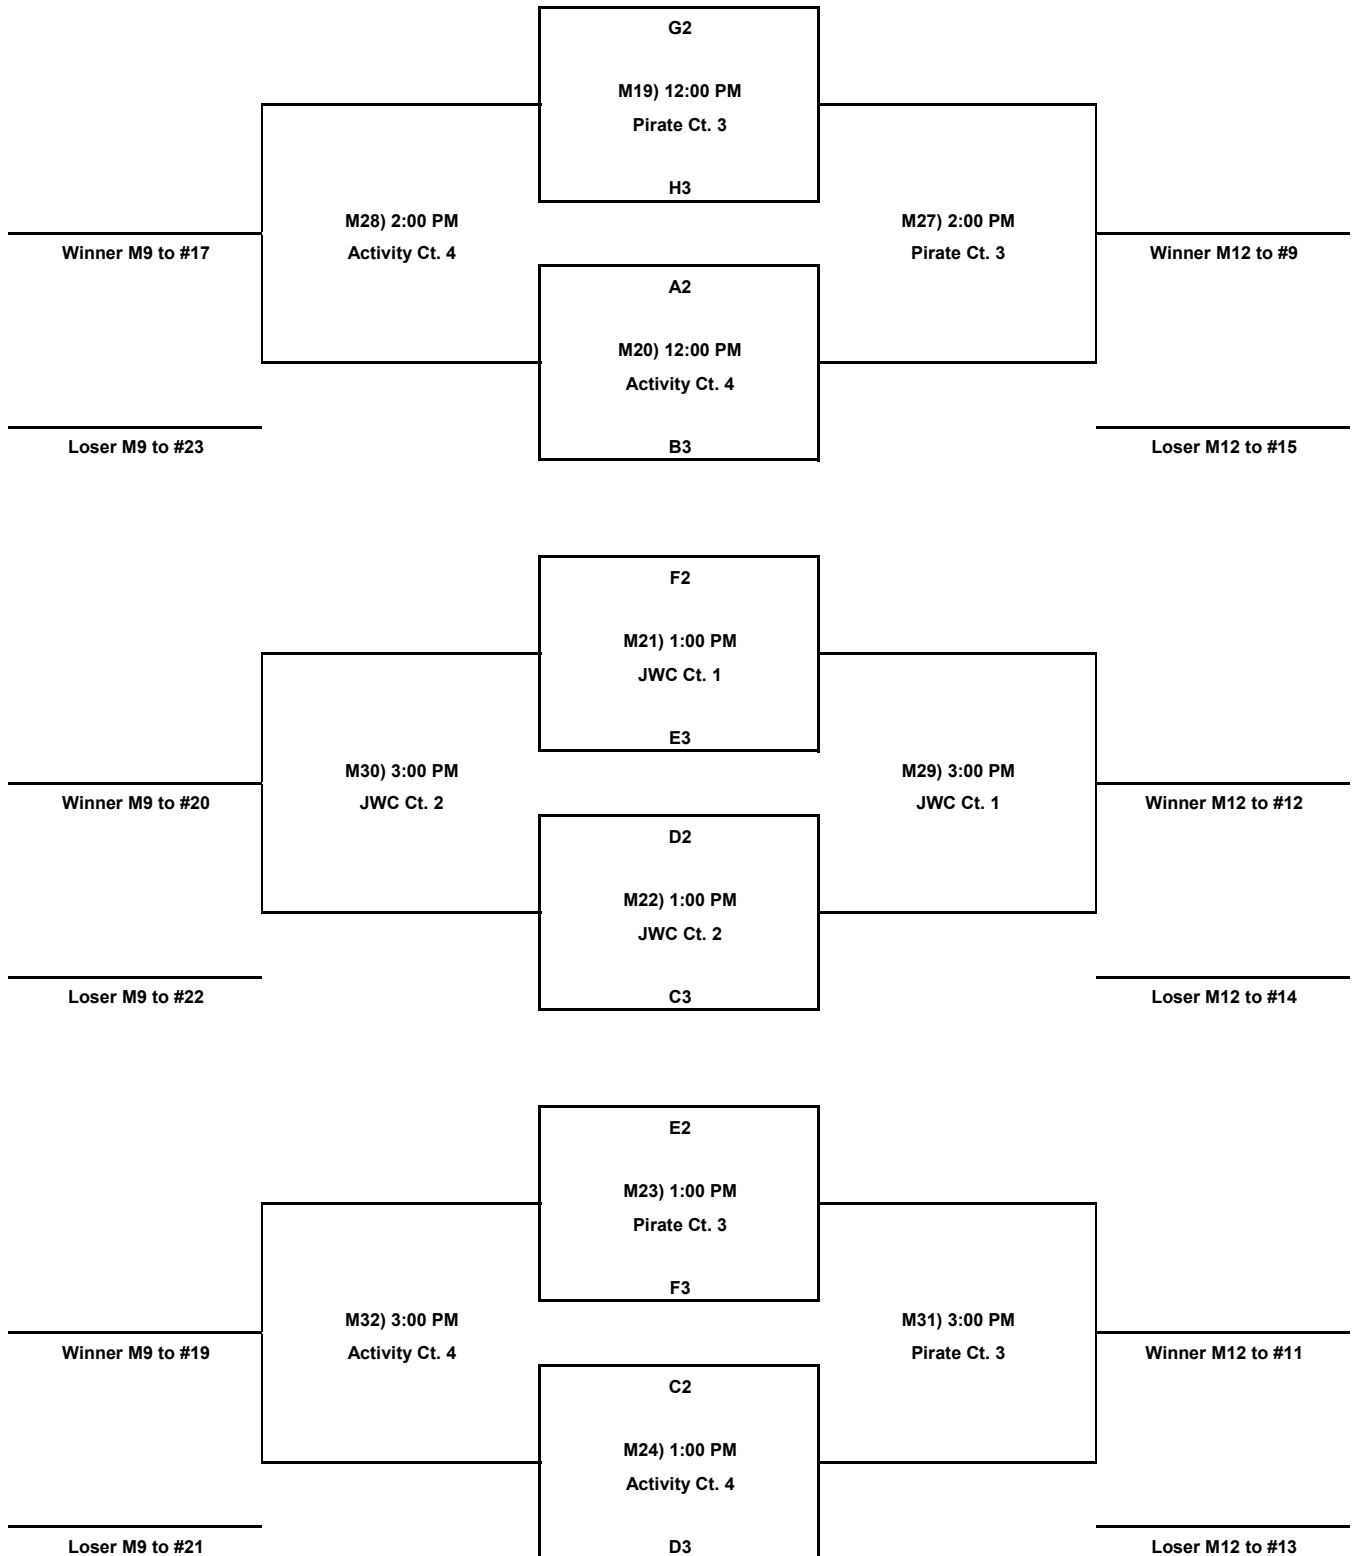 G2
M19) 12:00 PM
Pirate Ct. 3
H3
M28) 2:00 PM
Activity Ct. 4
M27) 2:00 PM
Pirate Ct. 3
Winner M9 to #17
Winner M12 to #9
A2
M20) 12:00 PM
Activity Ct. 4
B3
Loser M9 to #23
Loser M12 to #15
F2
M21) 1:00 PM
JWC Ct. 1
E3
M30) 3:00 PM
JWC Ct. 2
M29) 3:00 PM
JWC Ct. 1
Winner M9 to #20
Winner M12 to #12
D2
M22) 1:00 PM
JWC Ct. 2
C3
Loser M9 to #22
Loser M12 to #14
E2
M23) 1:00 PM
Pirate Ct. 3
F3
M32) 3:00 PM
Activity Ct. 4
M31) 3:00 PM
Pirate Ct. 3
Winner M9 to #19
Winner M12 to #11
C2
M24) 1:00 PM
Activity Ct. 4
D3
Loser M9 to #21
Loser M12 to #13